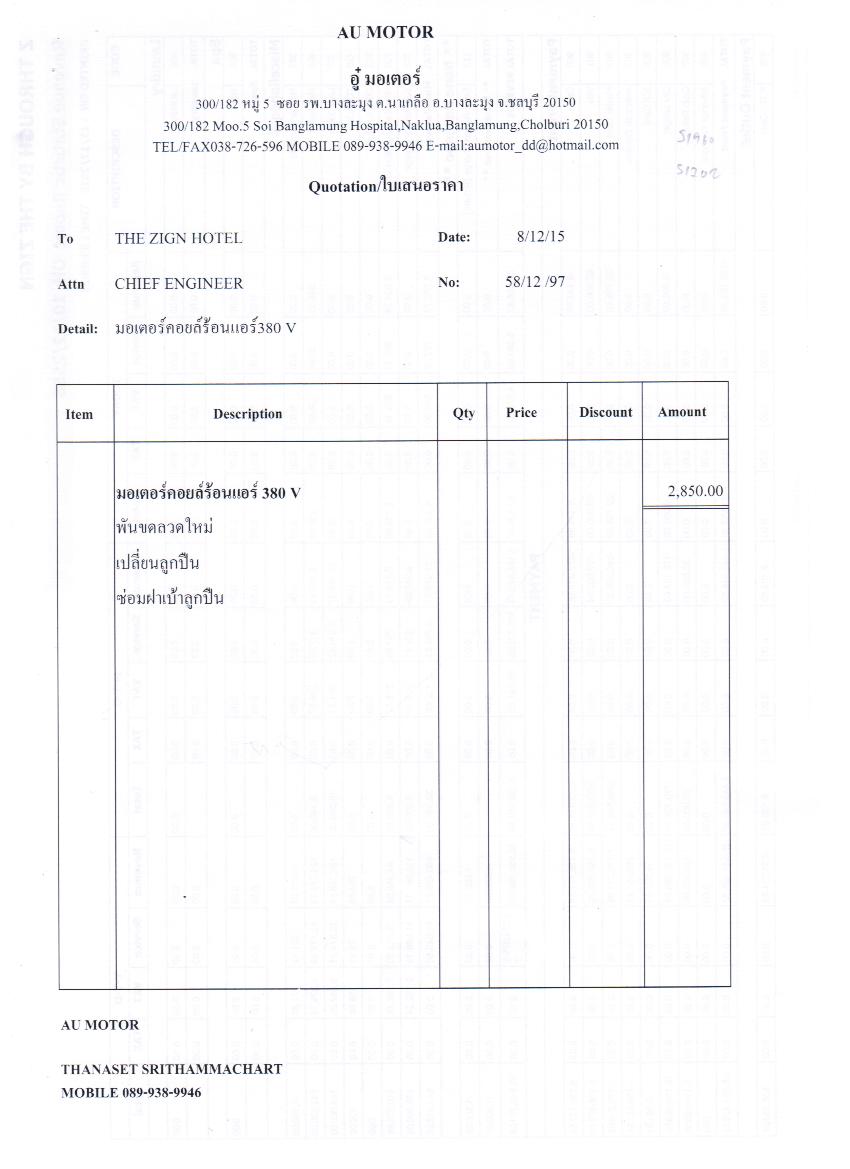 AU MOTOR
อู๋ มอเตอร์
300/182 หมู่ 5 ซอย รพ.บางละมุง ต.นาเกลือ อ.บางละมุง จ.ชลบุรี 20150
300/182 Moo.5 Soi Banglamung Hospital,Naklua,Banglamung,Cholburi 20150
TEL/FAX038-726-596 MOBILE 089-938-9946 E-mail:aumotor_dd@hotmail.com
Quotation/ใบเสนอราคา
To THE ZIGN HOTEL Date: 8/12/15
Attn CHIEF ENGINEER No: 58/12 /97
Detail: มอเตอร์คอยล์ร้อนแอร์380 V
Item Description Qty Price Discount Amount
มอเตอร์คอยล์ร้อนแอร์ 380 V 2,850.00
พันขดลวดใหม่
เปลี่ยนลูกปืน
ซ่อมฝาเบ้าลูกปืน
AU MOTOR
THANASET SRITHAMMACHART
MOBILE 089-938-9946